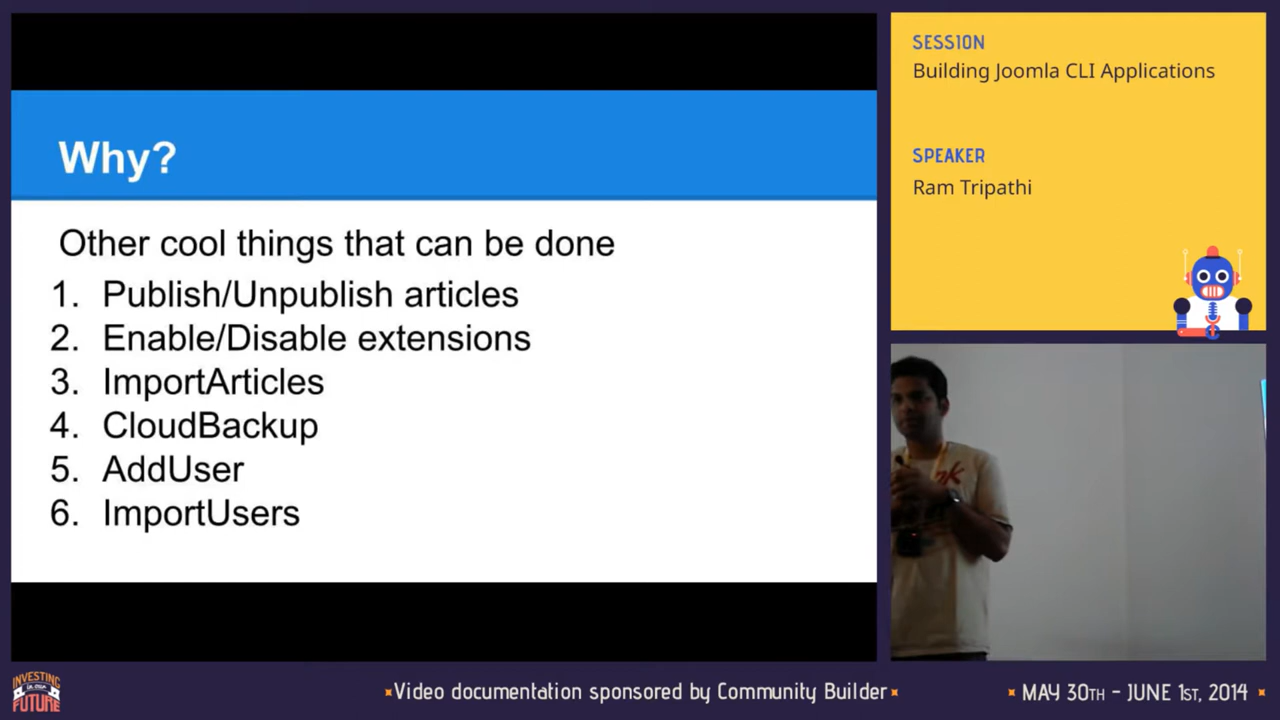 Why?
Other cool things that can be done
1. Publish/Unpublish articles
2. Enable/Disable extensions
3. ImportArticles
4. CloudBackup
5. AddUser
6. ImportUsers
SESSION
Building Joomla CLI Applications
SPEAKER
Ram Tripathi
INVESTING
IN OUR
FUTURE
Video documentation sponsored by Community Builder
MAY 30TH - JUNE 1ST, 2014